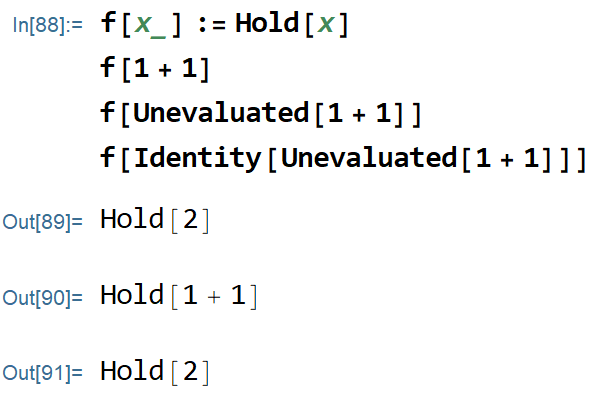 In[88]:= f[x_] := Hold[x]
f[1 + 1]
f[Unevaluated[1 + 1]]
f[Identity[Unevaluated[1 + 1]]]
Out[89]= Hold[2]
Out[90]= Hold[1 + 1]
Out[91]= Hold[2]